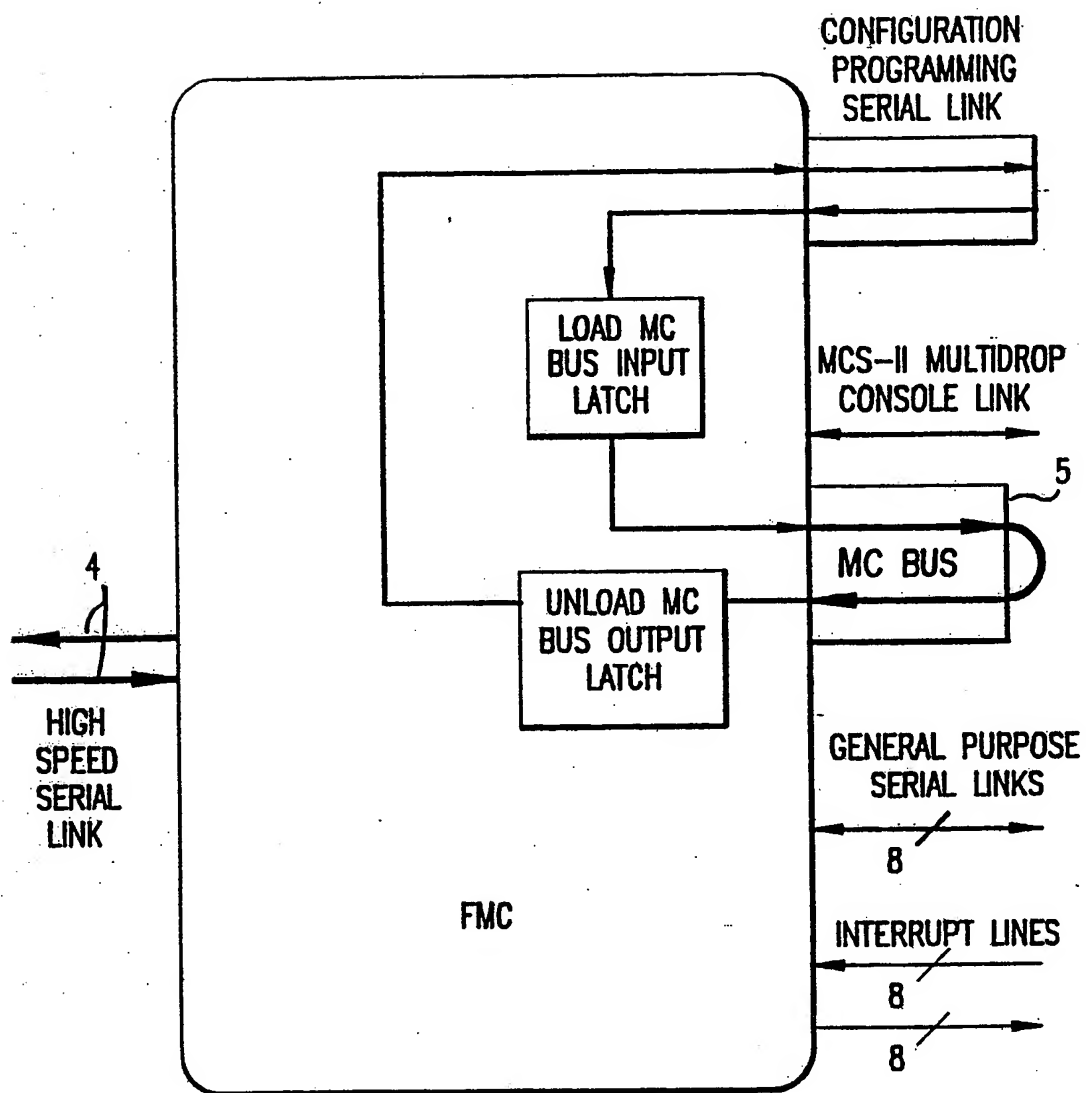 CONFIGURATION
PROGRAMMING
SERIAL LINK
LOAD MC
BUS INPUT
LATCH
MCS-II MULTIDROP
CONSOLE LINK
5
MC BUS
4
UNLOAD MC
BUS OUTPUT
LATCH
HIGH
SPEED
SERIAL
LINK
GENERAL PURPOSE
SERIAL LINKS
8
FMC
INTERRUPT LINES
8
8